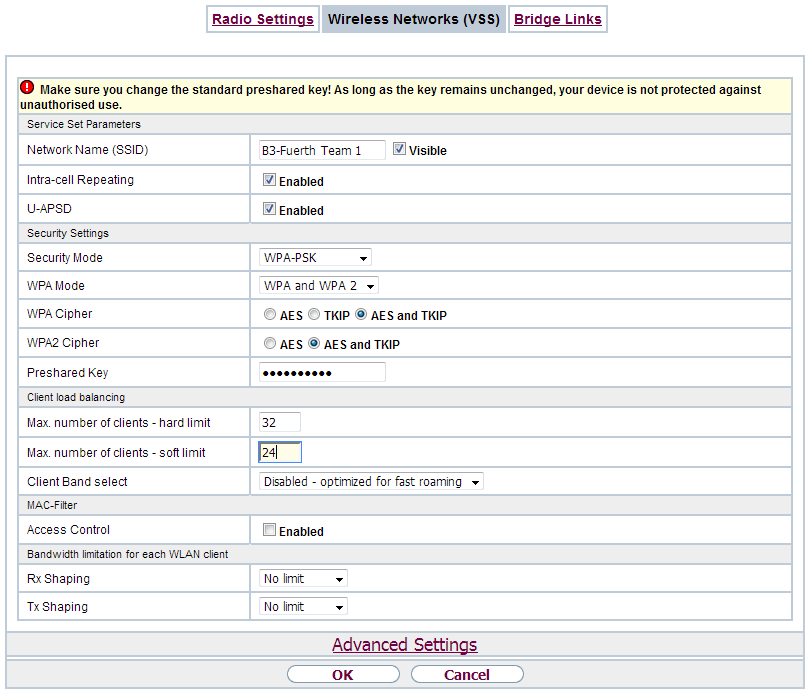 Radio Settings Wireless Networks (VSS) Bridge Links
! Make sure you change the standard preshared key! As long as the key remains unchanged, your device is not protected against
unauthorised use.
Service Set Parameters
Network Name (SSID) B3-Fuerth Team 1 Visible
Intra-cell Repeating Enabled
U-APSD Enabled
Security Settings
Security Mode WPA-PSK
WPA Mode WPA and WPA 2
WPA Cipher AES TKIP AES and TKIP
WPA2 Cipher AES AES and TKIP
Preshared Key ••••••••••
Client load balancing
Max. number of clients - hard limit 32
Max. number of clients - soft limit 24
Client Band select Disabled - optimized for fast roaming
MAC-Filter
Access Control Enabled
Bandwidth limitation for each WLAN client
Rx Shaping No limit
Tx Shaping No limit
Advanced Settings
OK Cancel